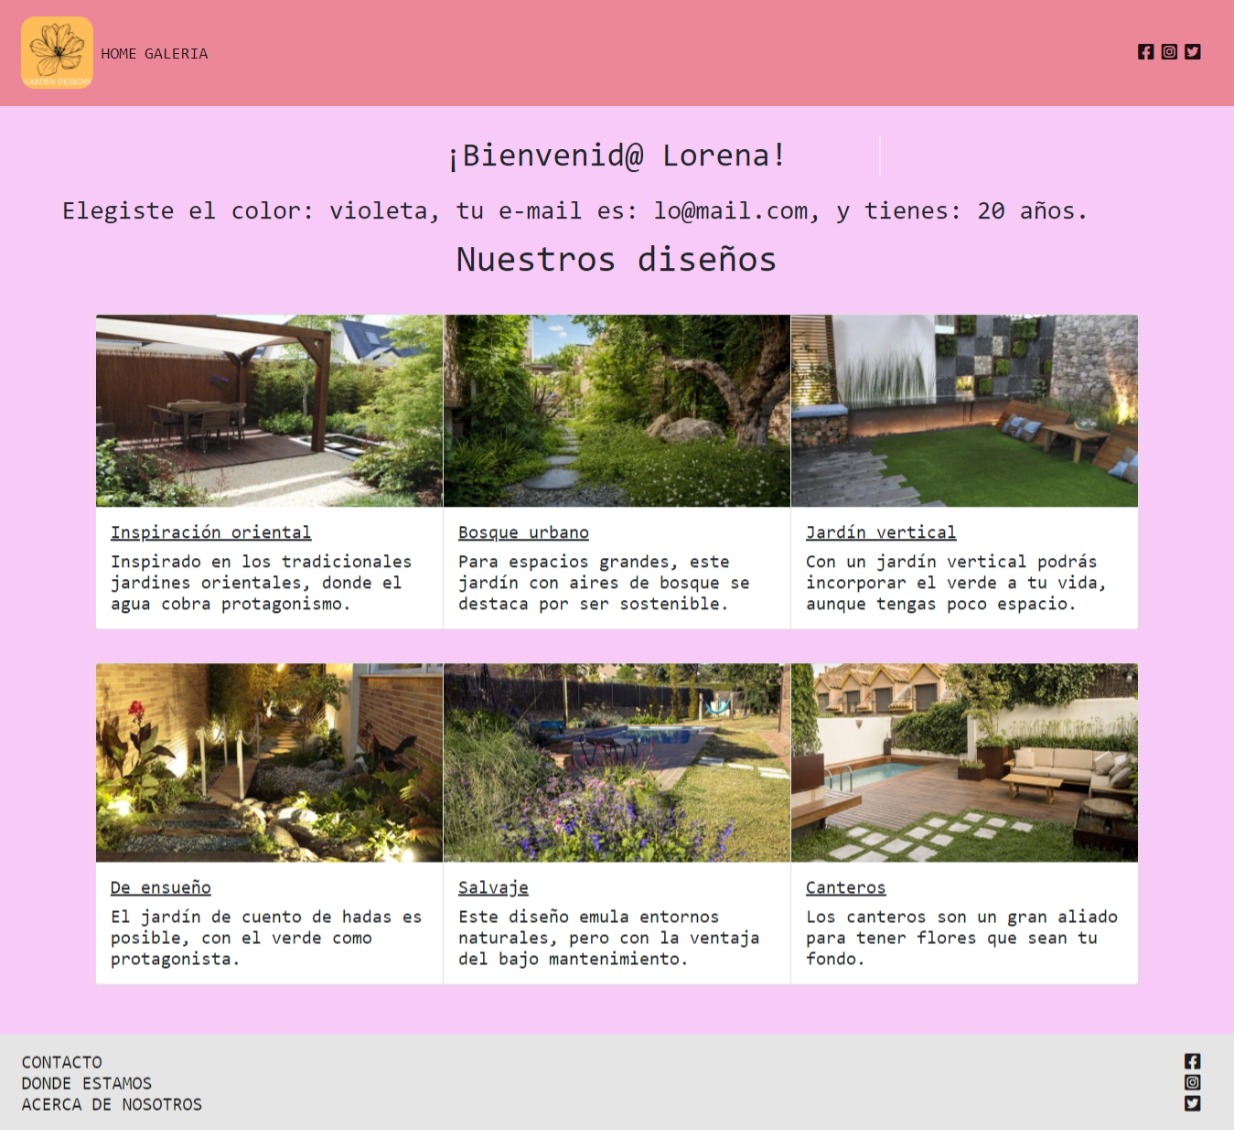 GARDEN DESIGNS
HOME GALERIA
¡Bienvenid@ Lorena!
Elegiste el color: violeta, tu e-mail es: lo@mail.com, y tienes: 20 años.
Nuestros diseños
Inspiración oriental
Inspirado en los tradicionales
jardines orientales, donde el
agua cobra protagonismo.
Bosque urbano
Para espacios grandes, este
jardín con aires de bosque se
destaca por ser sostenible.
Jardín vertical
Con un jardín vertical podrás
incorporar el verde a tu vida,
aunque tengas poco espacio.
De ensueño
El jardín de cuento de hadas es
posible, con el verde como
protagonista.
Salvaje
Este diseño emula entornos
naturales, pero con la ventaja
del bajo mantenimiento.
Canteros
Los canteros son un gran aliado
para tener flores que sean tu
fondo.
CONTACTO
DONDE ESTAMOS
ACERCA DE NOSOTROS